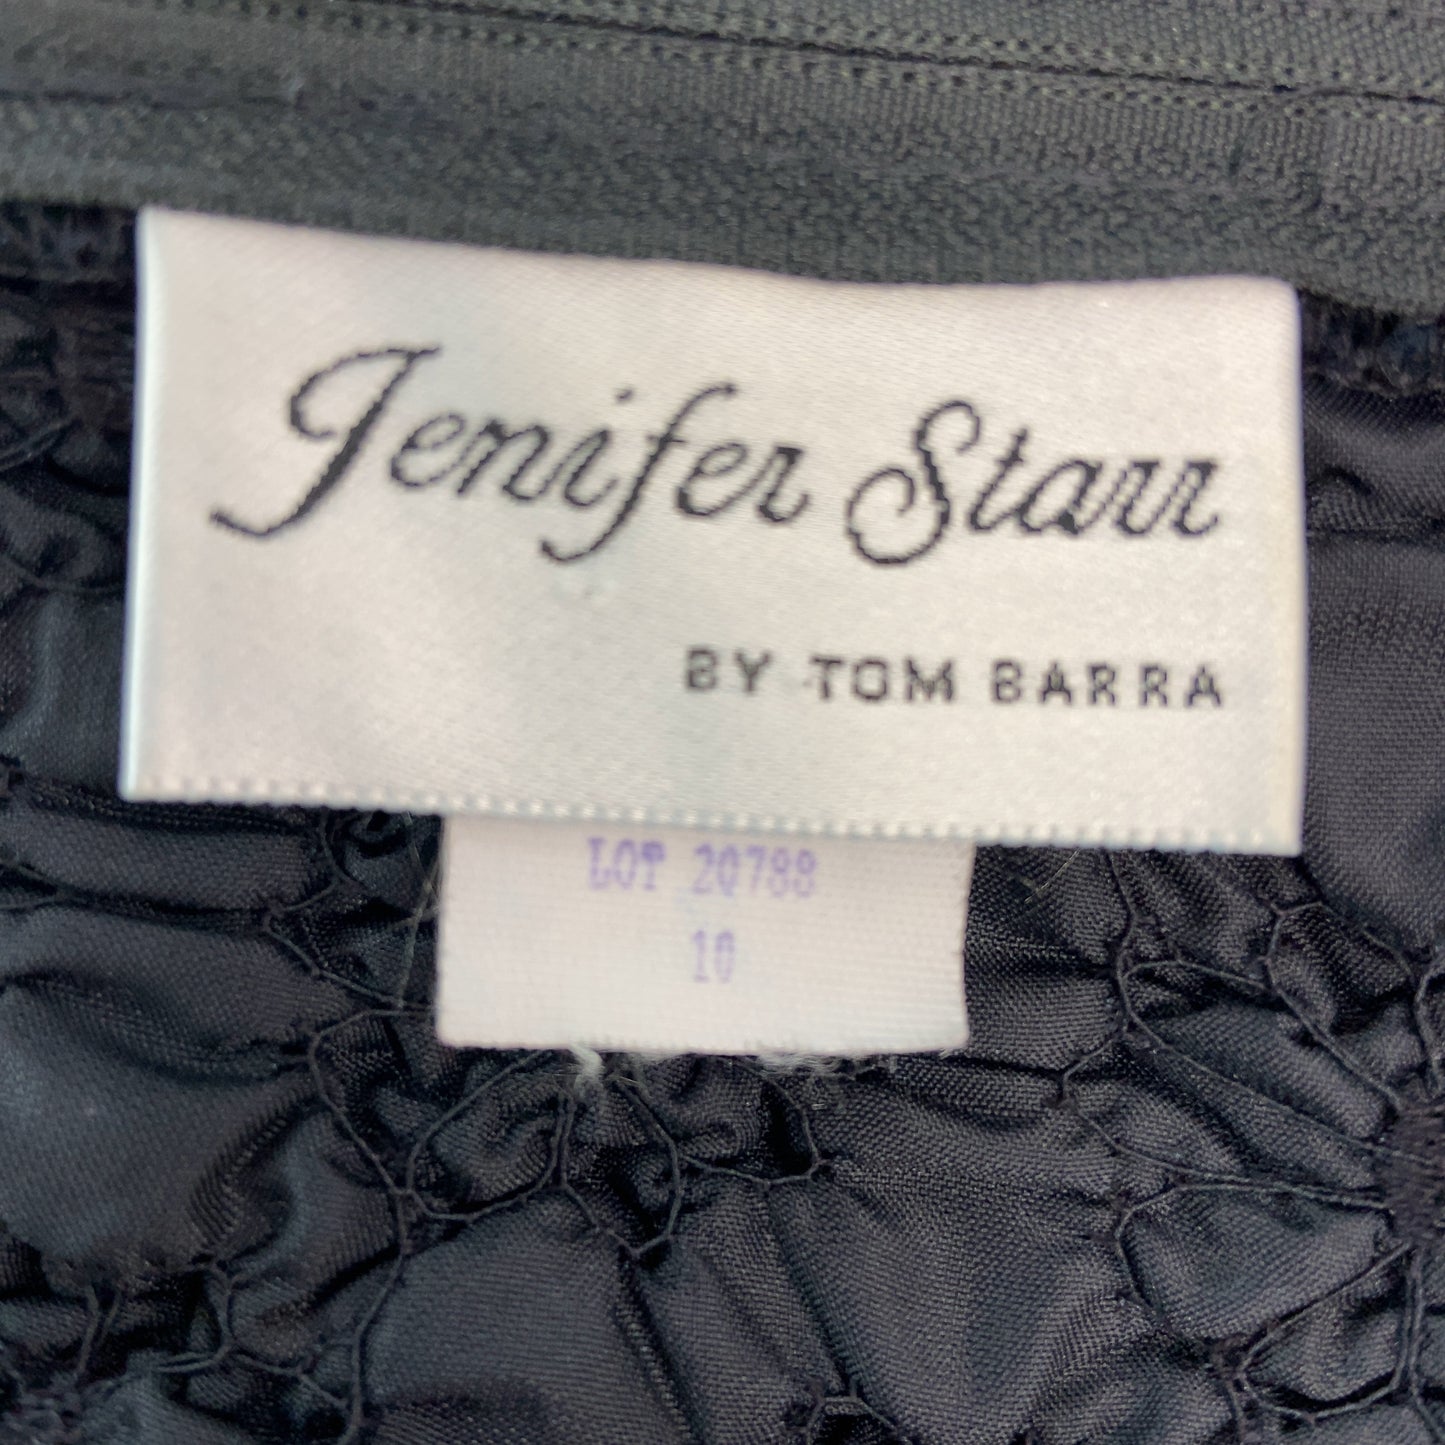 Jenifer Starr
BY TOM BARRA
LOT 20788
10